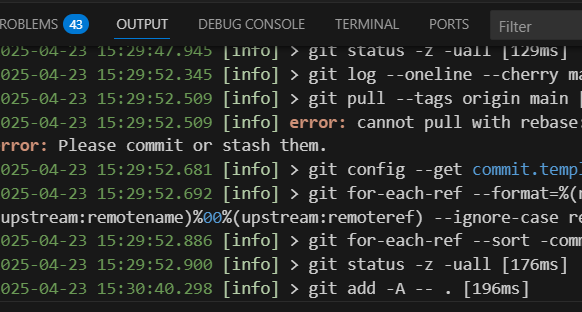 ROBLEMS 43 OUTPUT DEBUG CONSOLE TERMINAL PORTS Filter
025-04-23 15:29:47.945 [info] > git status -z -uall [129ms]
025-04-23 15:29:52.345 [info] > git log --oneline --cherry ma
025-04-23 15:29:52.509 [info] > git pull --tags origin main [
025-04-23 15:29:52.509 [info] error: cannot pull with rebase:
rror: Please commit or stash them.
025-04-23 15:29:52.681 [info] > git config --get commit.templ
025-04-23 15:29:52.692 [info] > git for-each-ref --format=%(r
upstream:remotename)%00%(upstream:remoteref) --ignore-case re
025-04-23 15:29:52.886 [info] > git for-each-ref --sort -comm
025-04-23 15:29:52.900 [info] > git status -z -uall [176ms]
025-04-23 15:30:40.298 [info] > git add -A -- . [196ms]